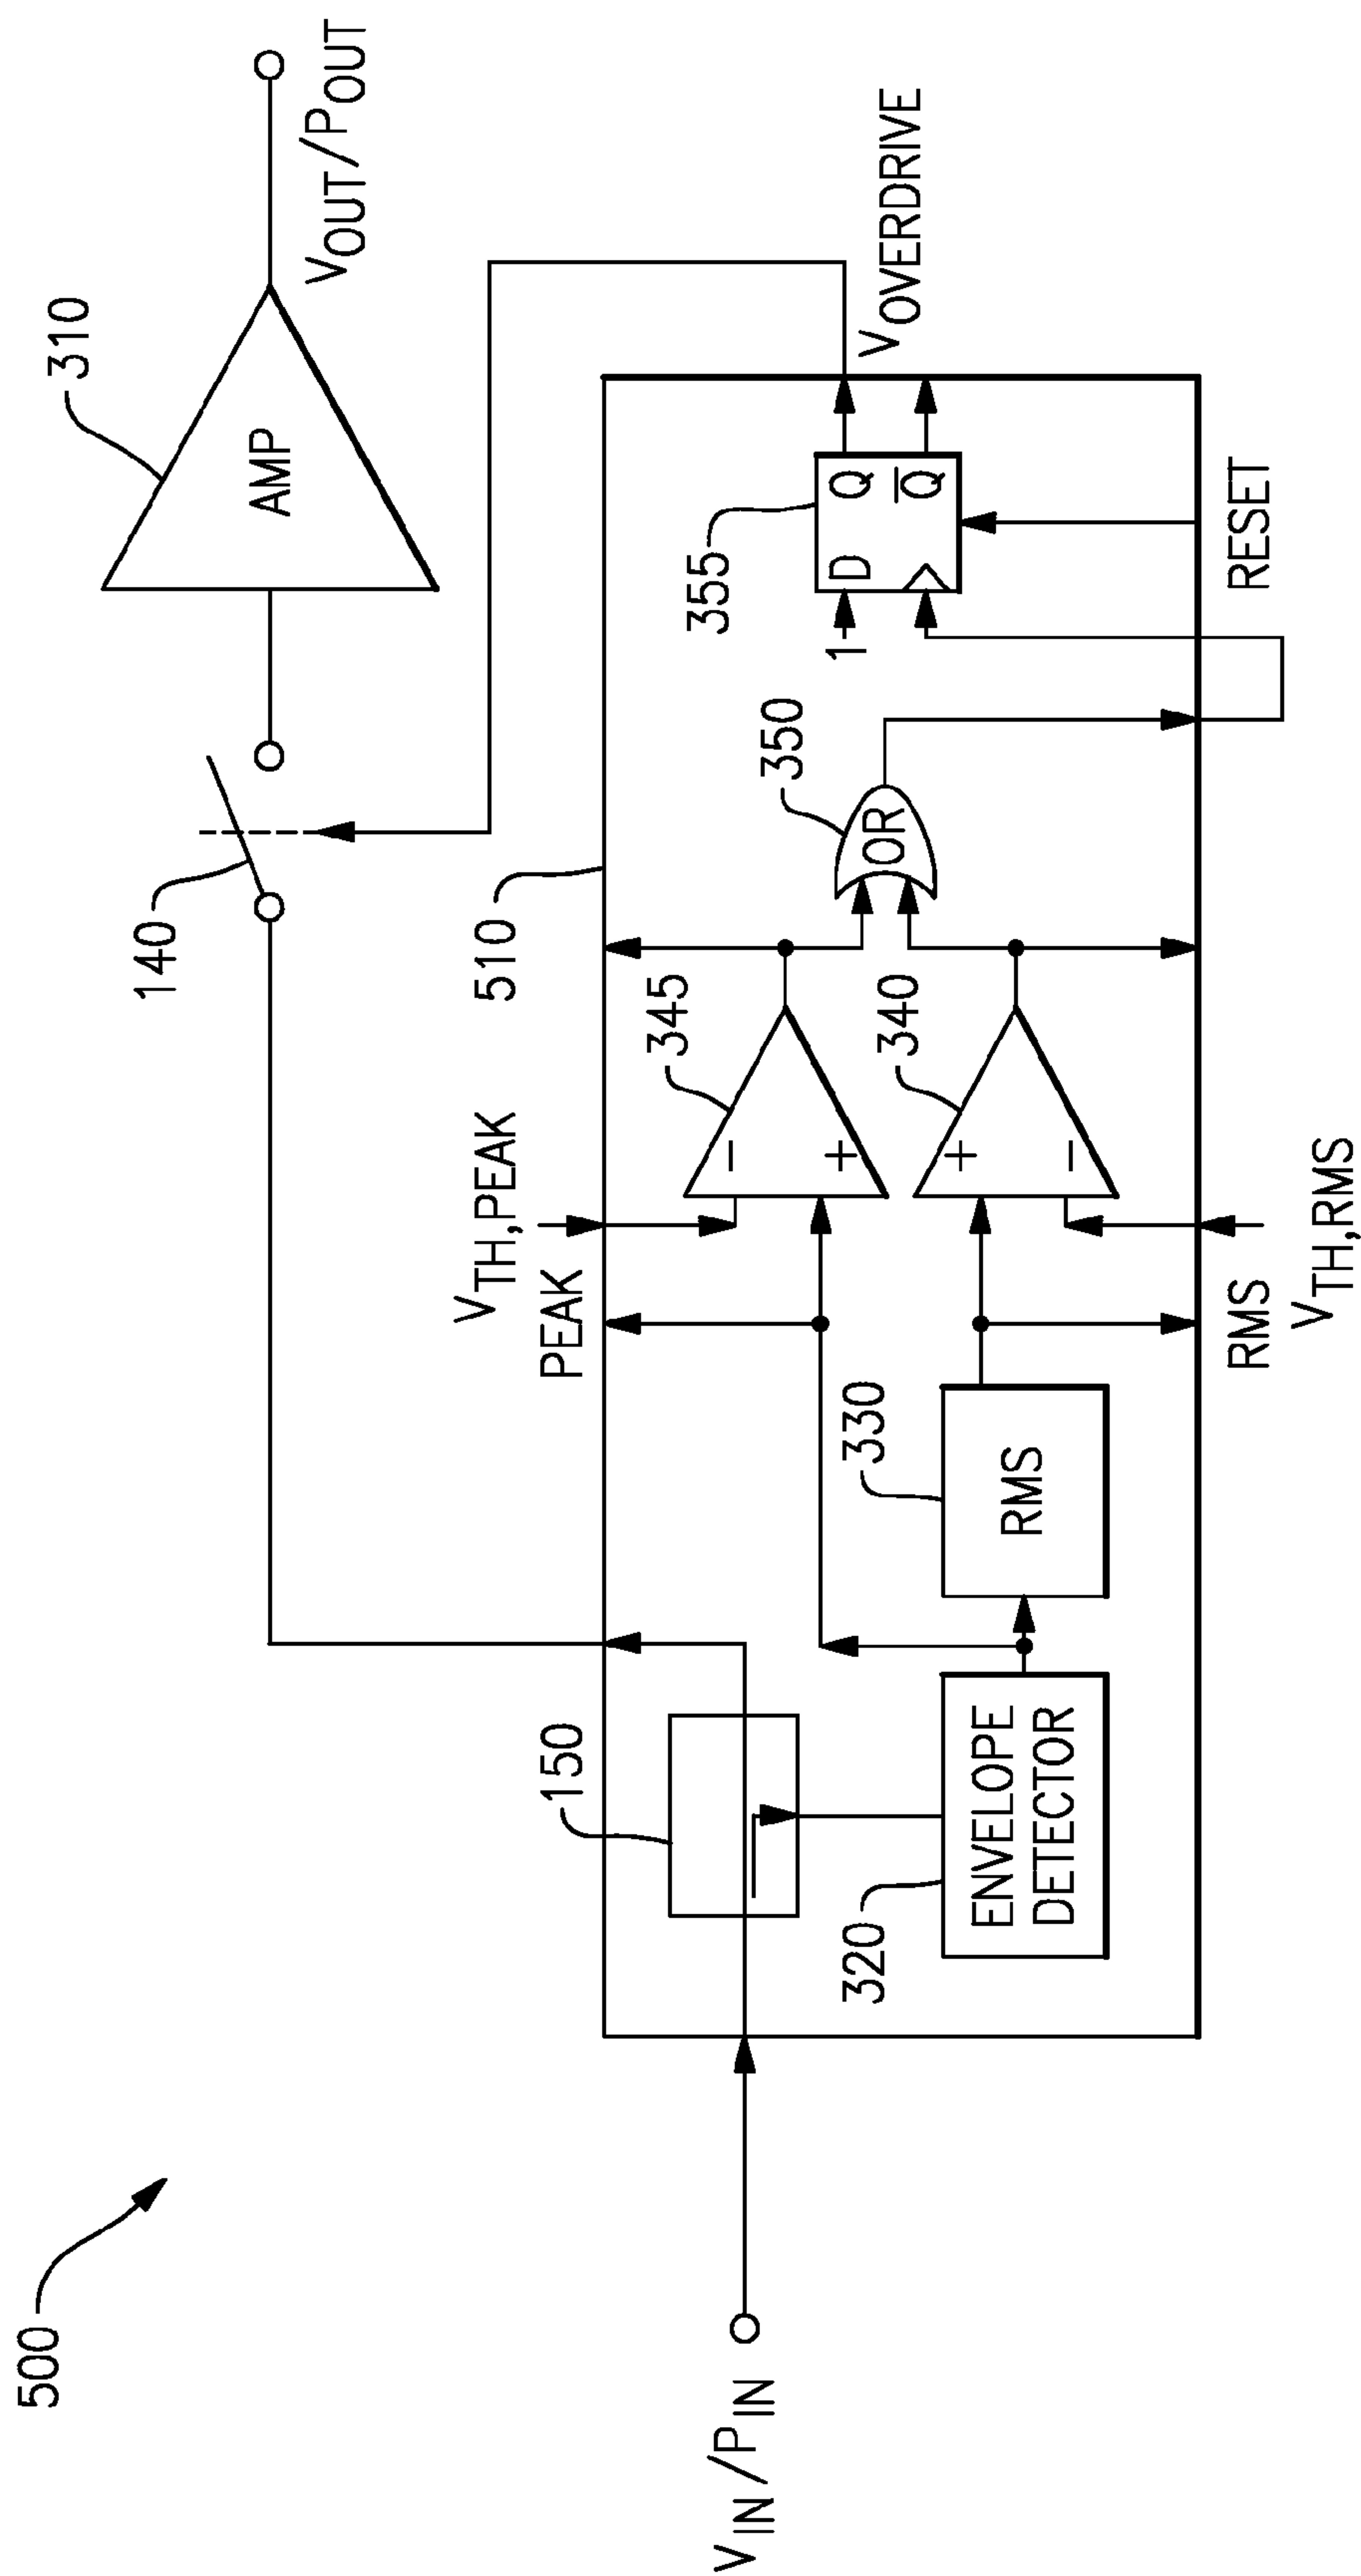 500
310
AMP
V_OUT/P_OUT
140
510
V_TH,PEAK
PEAK
345
−
+
340
+
−
350
OR
355
1
D
Q
Q̅
V_OVERDRIVE
150
320
ENVELOPE
DETECTOR
330
RMS
V_IN/P_IN
RMS
V_TH,RMS
RESET